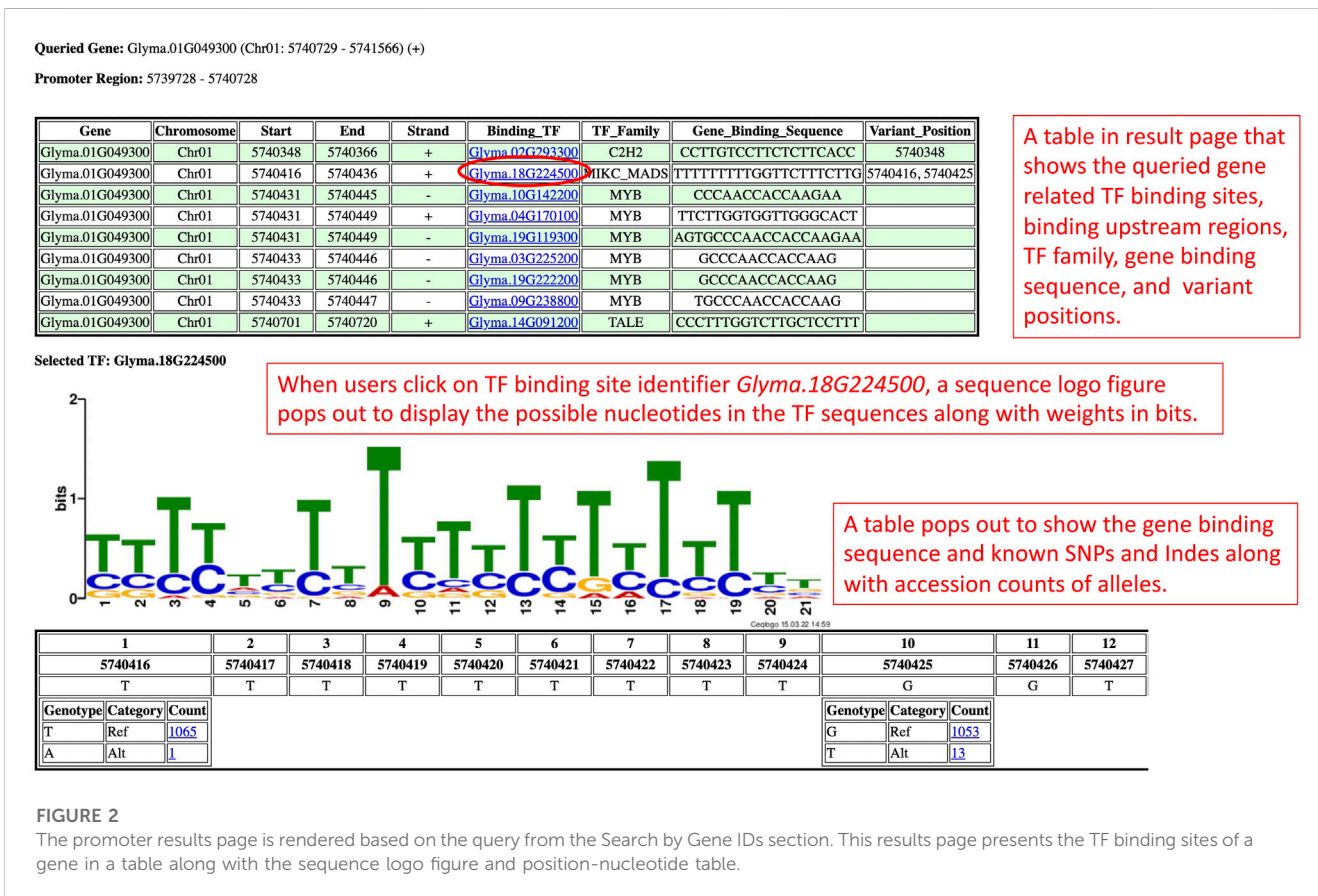 Queried Gene: Glyma.01G049300 (Chr01: 5740729 - 5741566) (+)
Promoter Region: 5739728 - 5740728
Gene Chromosome Start End Strand Binding_TF TF_Family Gene_Binding_Sequence Variant_Position
Glyma.01G049300 Chr01 5740348 5740366 + Glyma.02G293300 C2H2 CCTTGTCCTTCTCTTCACC 5740348
Glyma.01G049300 Chr01 5740416 5740436 + Glyma.18G224500 MIKC_MADS TTTTTTTTTGGTTCTTTCTTG 5740416, 5740425
Glyma.01G049300 Chr01 5740431 5740445 - Glyma.10G142200 MYB CCCAACCACCAAGAA
Glyma.01G049300 Chr01 5740431 5740449 + Glyma.04G170100 MYB TTCTTGGTGGTTGGGCACT
Glyma.01G049300 Chr01 5740431 5740449 - Glyma.19G119300 MYB AGTGCCCAACCACCAAGAA
Glyma.01G049300 Chr01 5740433 5740446 - Glyma.03G225200 MYB GCCCAACCACCAAG
Glyma.01G049300 Chr01 5740433 5740446 - Glyma.19G222200 MYB GCCCAACCACCAAG
Glyma.01G049300 Chr01 5740433 5740447 - Glyma.09G238800 MYB TGCCCAACCACCAAG
Glyma.01G049300 Chr01 5740701 5740720 + Glyma.14G091200 TALE CCCTTTGGTCTTGCTCCTTT
A table in result page that
shows the queried gene
related TF binding sites,
binding upstream regions,
TF family, gene binding
sequence, and variant
positions.
Selected TF: Glyma.18G224500
When users click on TF binding site identifier Glyma.18G224500, a sequence logo figure
pops out to display the possible nucleotides in the TF sequences along with weights in bits.
2
bits
1
0
1 2 3 4 5 6 7 8 9 10 11 12 13 14 15 16 17 18 19 20 21
Ceqlogo 15.03.22 14:59
A table pops out to show the gene binding
sequence and known SNPs and Indes along
with accession counts of alleles.
1 2 3 4 5 6 7 8 9 10 11 12
5740416 5740417 5740418 5740419 5740420 5740421 5740422 5740423 5740424 5740425 5740426 5740427
T T T T T T T T T G G T
Genotype Category Count Genotype Category Count
T Ref 1065 G Ref 1053
A Alt 1 T Alt 13
FIGURE 2
The promoter results page is rendered based on the query from the Search by Gene IDs section. This results page presents the TF binding sites of a
gene in a table along with the sequence logo figure and position-nucleotide table.